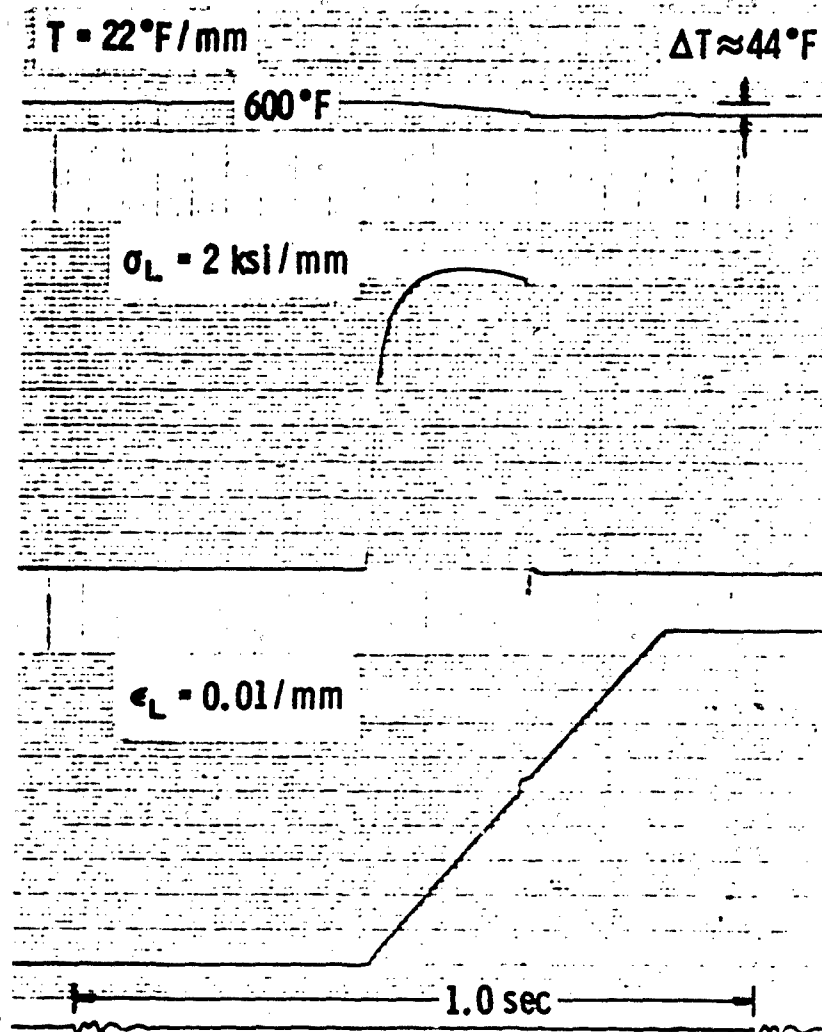 T = 22°F/mm
ΔT≈44°F
600°F
σL = 2 ksi/mm
ϵL = 0.01/mm
1.0 sec